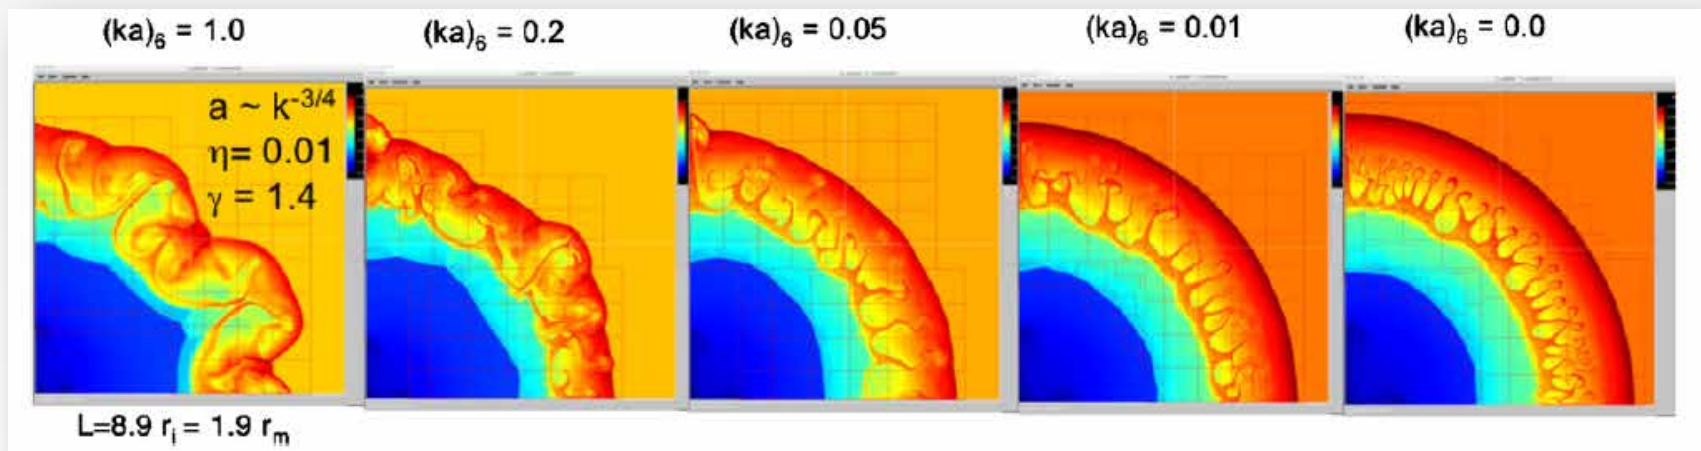 (ka)₆ = 1.0
(ka)₆ = 0.2
(ka)₆ = 0.05
(ka)₆ = 0.01
(ka)₆ = 0.0
a ~ k⁻³/⁴
η= 0.01
γ = 1.4
L=8.9 rᵢ = 1.9 rₘ